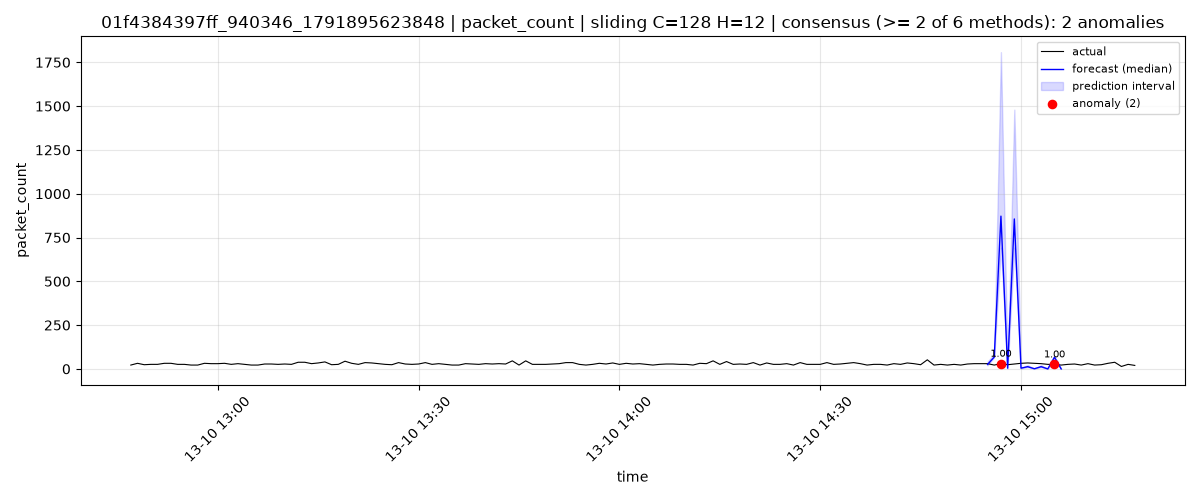 01f4384397ff_940346_1791895623848 | packet_count | sliding C=128 H=12 | consensus (>= 2 of 6 methods): 2 anomalies
actual
forecast (median)
prediction interval
anomaly (2)
packet_count
1750
1500
1250
1000
750
500
250
0
1.00
1.00
13-10 13:00
13-10 13:30
13-10 14:00
13-10 14:30
13-10 15:00
time